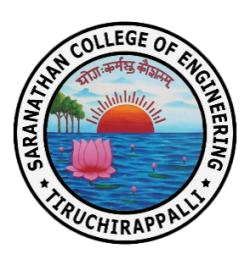 SARANATHAN COLLEGE OF ENGINEERING
योगः कर्मसु कौशलम्
TIRUCHIRAPPALLI